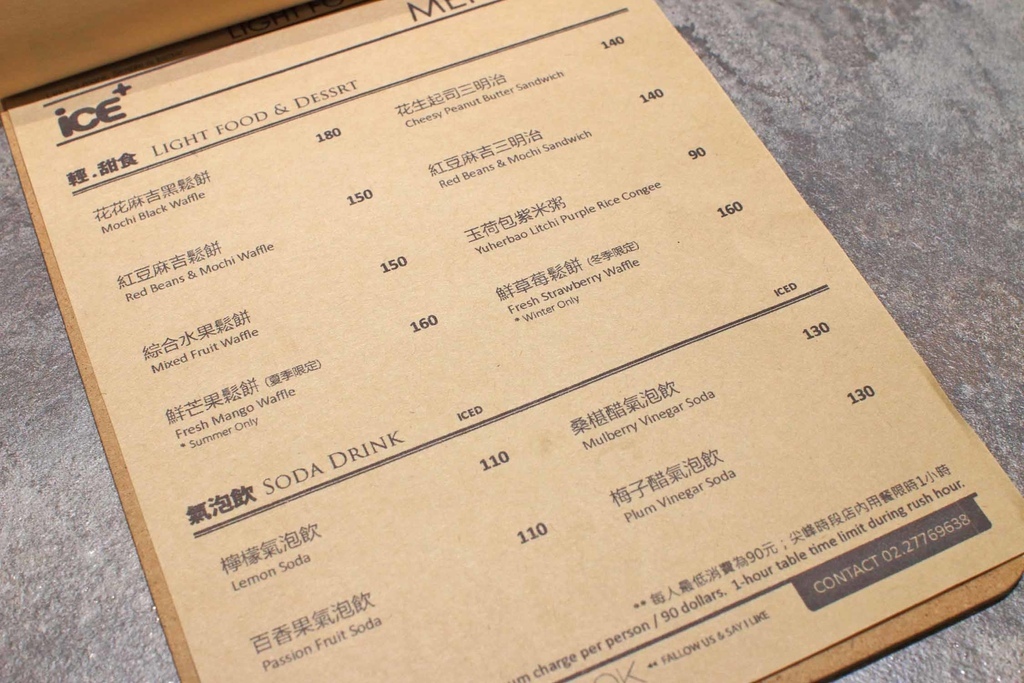 LIGHT FO
ME
iCE+
輕.甜食 LIGHT FOOD & DESSRT
花花麻吉黑鬆餅 180
Mochi Black Waffle
紅豆麻吉鬆餅 150
Red Beans & Mochi Waffle
綜合水果鬆餅 150
Mixed Fruit Waffle
鮮芒果鬆餅 (夏季限定) 160
Fresh Mango Waffle
* Summer Only
花生起司三明治 140
Cheesy Peanut Butter Sandwich
紅豆麻吉三明治 140
Red Beans & Mochi Sandwich
玉荷包紫米粥 90
Yuherbao Litchi Purple Rice Congee
鮮草莓鬆餅 (冬季限定) 160
Fresh Strawberry Waffle
* Winter Only
氣泡飲 SODA DRINK ICED ICED
檸檬氣泡飲 110
Lemon Soda
百香果氣泡飲 110
Passion Fruit Soda
桑椹醋氣泡飲 130
Mulberry Vinegar Soda
梅子醋氣泡飲 130
Plum Vinegar Soda
** 每人最低消費為90元；尖峰時段店內用餐限時1小時
um charge per person / 90 dollars. 1-hour table time limit during rush hour.
CONTACT 02.27769638
OK ◂◂ FOLLOW US & SAY I LIKE